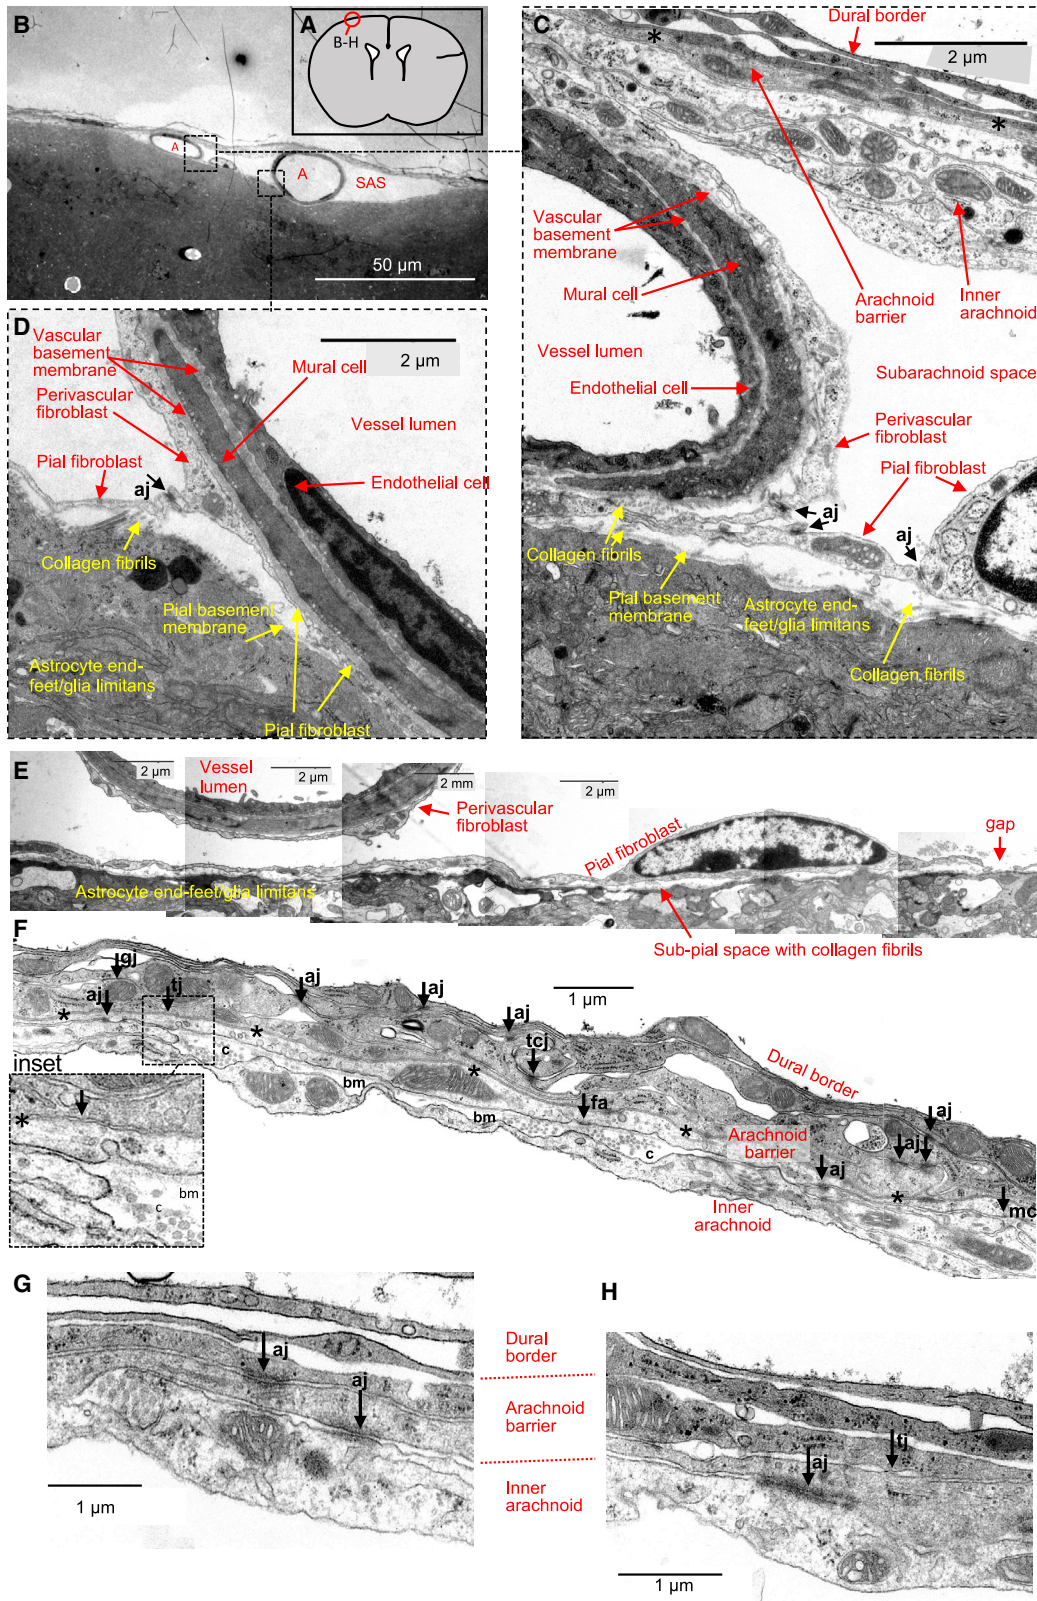 B
A
B-H
A
A
SAS
50 µm
C
Dural border
2 µm
*
*
Vascular
basement
membrane
Mural cell
Arachnoid
barrier
Inner
arachnoid
Vessel lumen
Endothelial cell
Subarachnoid space
Perivascular
fibroblast
Pial fibroblast
aj
aj
Collagen fibrils
Pial basement
membrane
Astrocyte end-
feet/glia limitans
Collagen fibrils
D
Vascular
basement
membrane
2 µm
Mural cell
Perivascular
fibroblast
Vessel lumen
Pial fibroblast
aj
Endothelial cell
Collagen fibrils
Pial basement
membrane
Astrocyte end-
feet/glia limitans
Pial fibroblast
E
2 µm
Vessel
lumen
2 µm
2 mm
2 µm
Perivascular
fibroblast
Pial fibroblast
gap
Astrocyte end-feet/glia limitans
Sub-pial space with collagen fibrils
F
gj
aj
tj
aj
aj
aj
1 µm
tcj
*
*
*
c
bm
bm
fa
*
c
Dural border
Arachnoid
barrier
aj
aj
aj
*
mc
Inner
arachnoid
inset
*
bm
c
G
aj
aj
1 µm
Dural
border
Arachnoid
barrier
Inner
arachnoid
H
tj
aj
1 µm